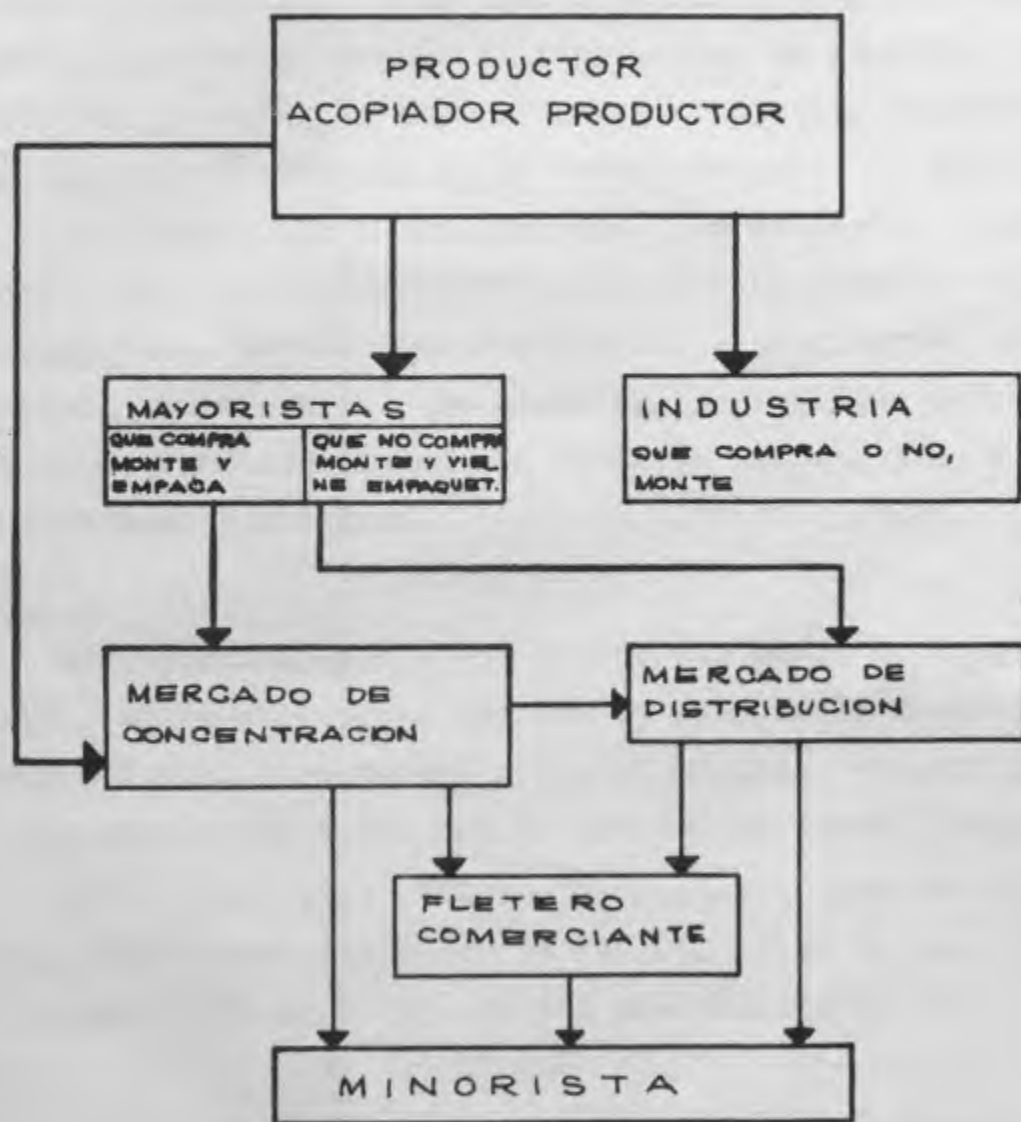 PRODUCTOR
ACOPIADOR PRODUCTOR
MAYORISTAS
QUE COMPRA
MONTE Y
EMPACA
QUE NO COMPRA
MONTE Y VIE.
NE EMPAQUET.
INDUSTRIA
QUE COMPRA O NO,
MONTE
MERCADO DE
CONCENTRACION
MERCADO DE
DISTRIBUCION
FLETERO
COMERCIANTE
MINORISTA